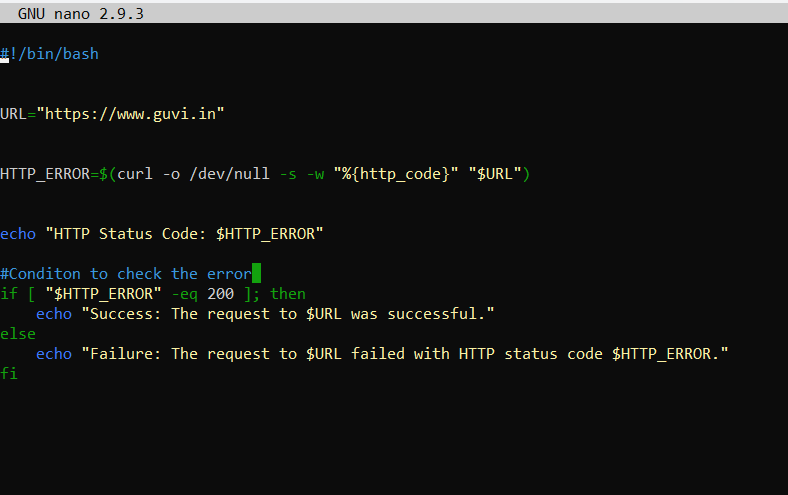 GNU nano 2.9.3
#!/bin/bash
URL="https://www.guvi.in"
HTTP_ERROR=$(curl -o /dev/null -s -w "%{http_code}" "$URL")
echo "HTTP Status Code: $HTTP_ERROR"
#Conditon to check the error
if [ "$HTTP_ERROR" -eq 200 ]; then
    echo "Success: The request to $URL was successful."
else
    echo "Failure: The request to $URL failed with HTTP status code $HTTP_ERROR."
fi